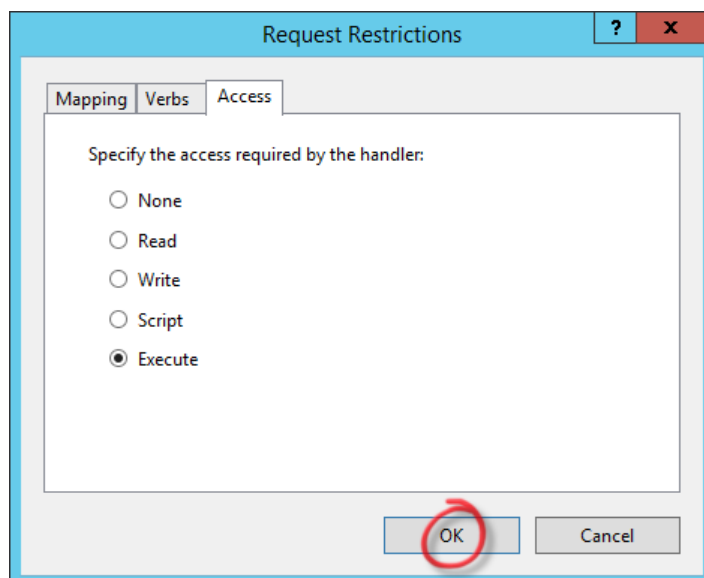 Request Restrictions
? x
Mapping Verbs Access
Specify the access required by the handler:
None
Read
Write
Script
Execute
OK Cancel